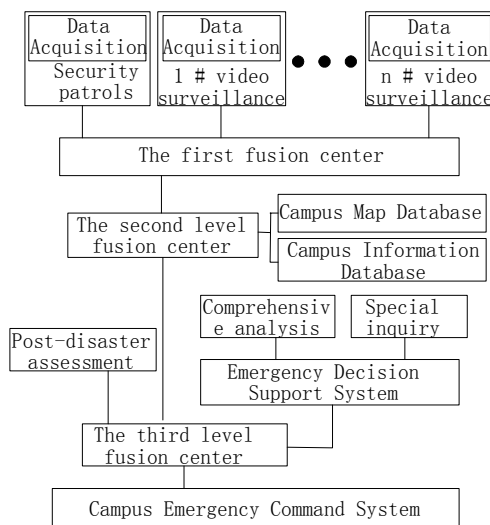 Data
Acquisition
Security
patrols
Data
Acquisition
1 # video
surveillance
Data
Acquisition
n # video
surveillance
The first fusion center
The second level
fusion center
Campus Map Database
Campus Information
Database
Comprehensiv
e analysis
Special
inquiry
Post-disaster
assessment
Emergency Decision
Support System
The third level
fusion center
Campus Emergency Command System